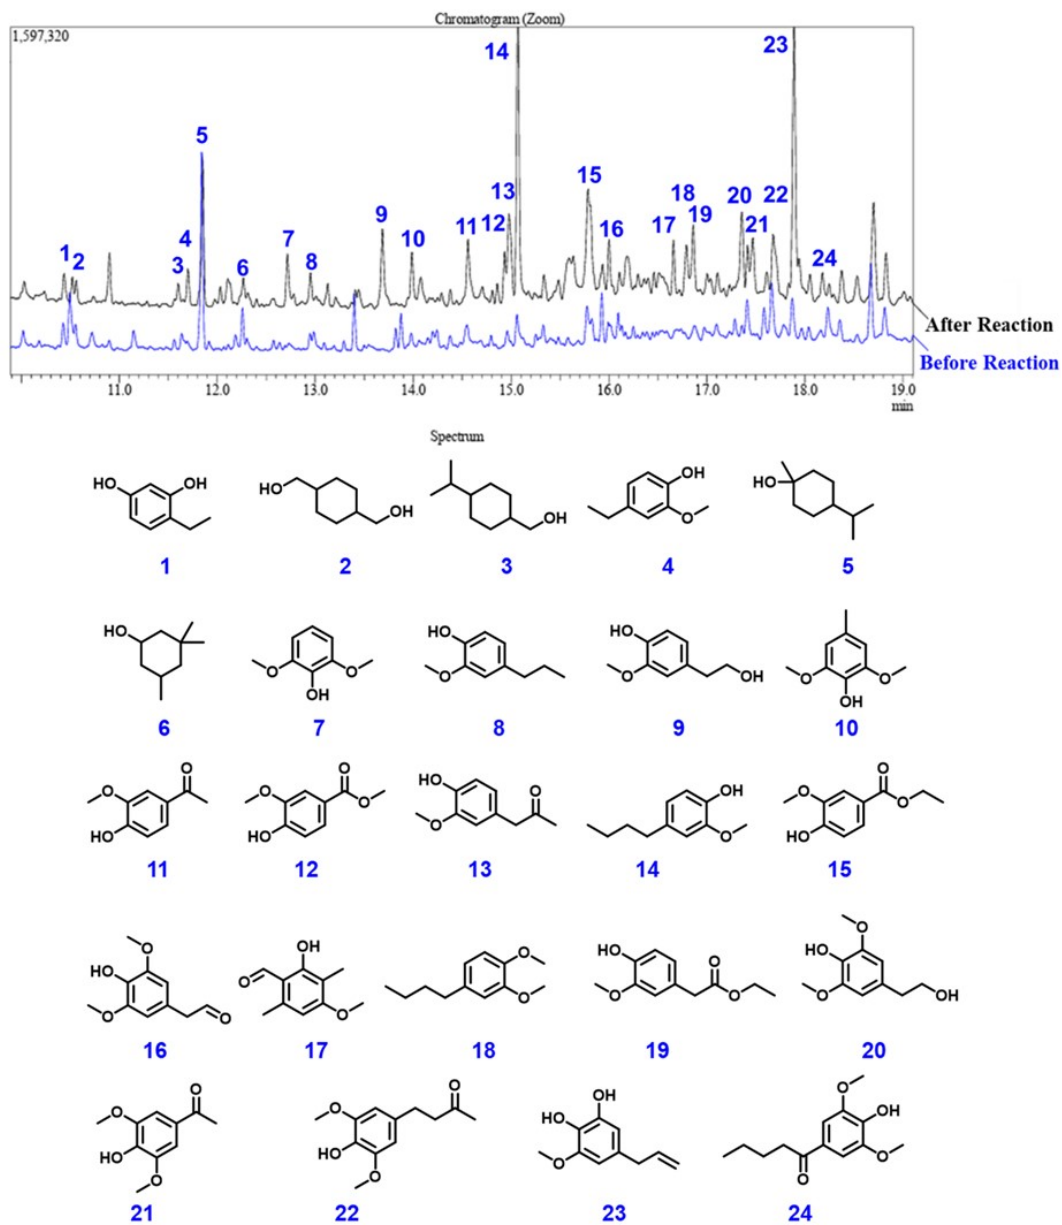 Chromatogram (Zoom)
1,597,320
14
23
5
13
15
20
22
18
1
4
9
12
2
3
6
7
8
10
11
16
17
19
21
24
After Reaction
Before Reaction
11.0 12.0 13.0 14.0 15.0 16.0 17.0 18.0 19.0
min
Spectrum
HO OH
HO OH
OH
OH O
HO
1 2 3 4 5
HO
O OH O
HO O
HO O OH
O OH O
6 7 8 9 10
O HO O
O HO O O
HO O O
OH O
O HO O O
11 12 13 14 15
O HO O O
OH O O
O O
HO O O O
O HO O OH
16 17 18 19 20
O HO O O
O HO O O
OH HO O
O OH O O
21 22 23 24